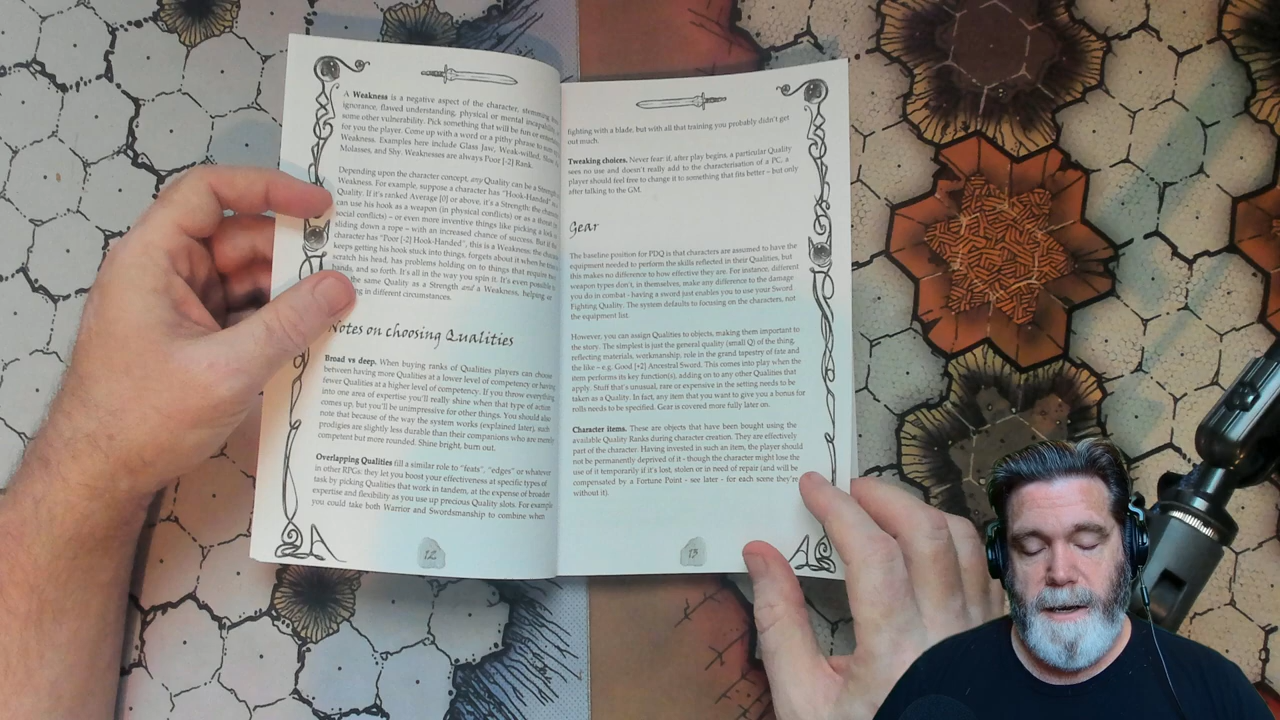 A Weakness is a negative aspect of the character, stemming
ignorance, flawed understanding, physical or mental
some other vulnerability. Pick something that will be fun or
for you the player. Come up with a word or a pithy phrase to
Weakness. Examples here include Glass Jaw, Weak-willed,
Molasses, and Shy. Weaknesses are always Poor [-2] Rank.
Depending upon the character concept, any Quality can be a
Weakness. For example, suppose a character has "Hook-Handed"
Quality. If it's ranked Average [0] or above, it's a Strength: the
can use his hook as a weapon (in physical conflicts) or as a
social conflicts) – or even more inventive things like picking a
sliding down a rope – with an increased chance of success. But if
character has "Poor [-2] Hook-Handed", this is a Weakness: the
keeps getting his hook stuck into things, forgets about it when he
scratch his head, has problems holding on to things that require
hands, and so forth. It's all in the way you spin it. It's even possible
the same Quality as a Strength and a Weakness, helping or
in different circumstances.
Notes on choosing Qualities
Broad vs deep. When buying ranks of Qualities players can choose
between having more Qualities at a lower level of competency or having
fewer Qualities at a higher level of competency. If you throw everything
into one area of expertise you'll really shine when that type of action
comes up, but you'll be unimpressive for other things. You should also
note that because of the way the system works (explained later), such
prodigies are slightly less durable than their companions who are merely
competent but more rounded. Shine bright, burn out.
Overlapping Qualities fill a similar role to "feats", "edges" or whatever
in other RPGs: they let you boost your effectiveness at specific types of
task by picking Qualities that work in tandem, at the expense of broader
expertise and flexibility as you use up precious Quality slots. For example
you could take both Warrior and Swordsmanship to combine when
12
fighting with a blade, but with all that training you probably didn't get
out much.
Tweaking choices. Never fear: if, after play begins, a particular Quality
sees no use and doesn't really add to the characterisation of a PC, a
player should feel free to change it to something that fits better – but only
after talking to the GM.
Gear
The baseline position for PDQ is that characters are assumed to have the
equipment needed to perform the skills reflected in their Qualities, but
this makes no difference to how effective they are. For instance, different
weapon types don't, in themselves, make any difference to the damage
you do in combat - having a sword just enables you to use your Sword
Fighting Quality. The system defaults to focusing on the characters, not
the equipment list.
However, you can assign Qualities to objects, making them important to
the story. The simplest is just the general quality (small Q) of the thing,
reflecting materials, workmanship, role in the grand tapestry of fate and
the like – e.g. Good [+2] Ancestral Sword. This comes into play when the
item performs its key function(s), adding on to any other Qualities that
apply. Stuff that's unusual, rare or expensive in the setting needs to be
taken as a Quality. In fact, any item that you want to give you a bonus for
rolls needs to be specified. Gear is covered more fully later on.
Character items. These are objects that have been bought using the
available Quality Ranks during character creation. They are effectively
part of the character. Having invested in such an item, the player should
not be permanently deprived of it - though the character might lose the
use of it temporarily if it's lost, stolen or in need of repair (and will be
compensated by a Fortune Point - see later - for each scene they're
without it).
13